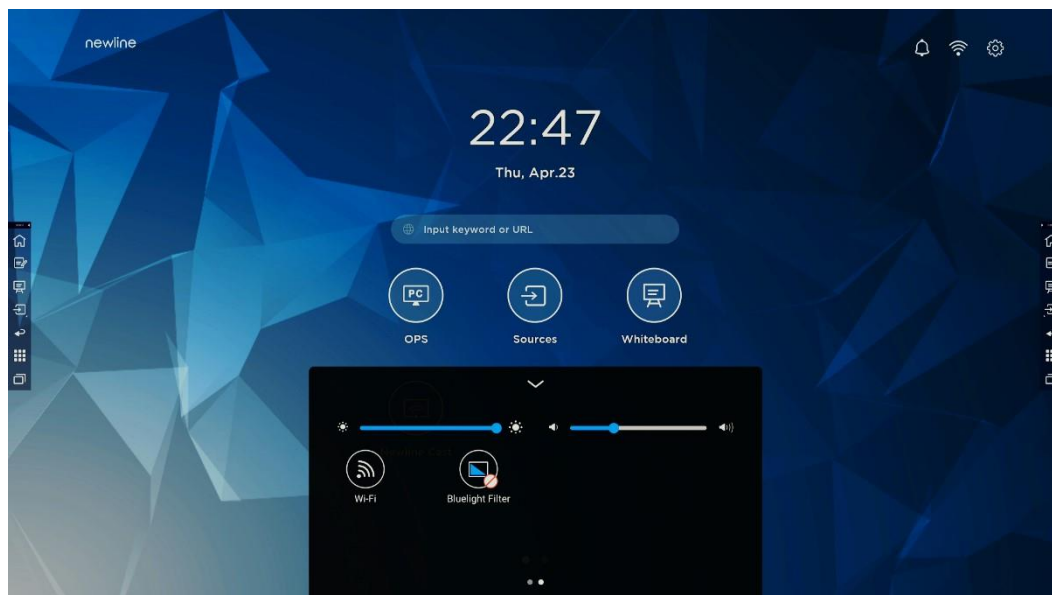 newline
22:47
Thu, Apr.23
Input keyword or URL
PC
OPS
Sources
Whiteboard
Wi-Fi
Bluelight Filter